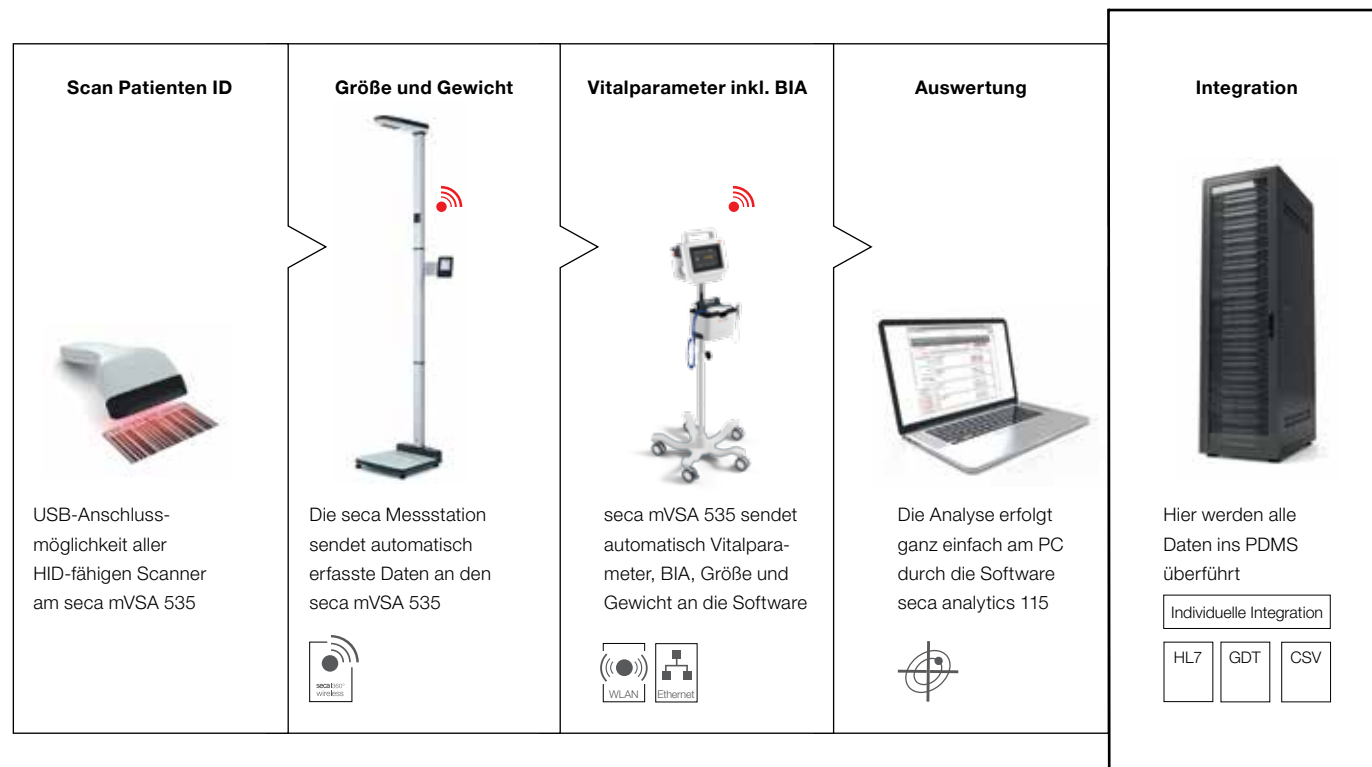 Scan Patienten ID
USB-Anschluss-
möglichkeit aller
HID-fähigen Scanner
am seca mVSA 535
Größe und Gewicht
Die seca Messstation
sendet automatisch
erfasste Daten an den
seca mVSA 535
wireless
Vitalparameter inkl. BIA
seca mVSA 535 sendet
automatisch Vitalpara-
meter, BIA, Größe und
Gewicht an die Software
WLAN
Ethernet
Auswertung
Die Analyse erfolgt
ganz einfach am PC
durch die Software
seca analytics 115
Integration
Hier werden alle
Daten ins PDMS
überführt
Individuelle Integration
HL7
GDT
CSV